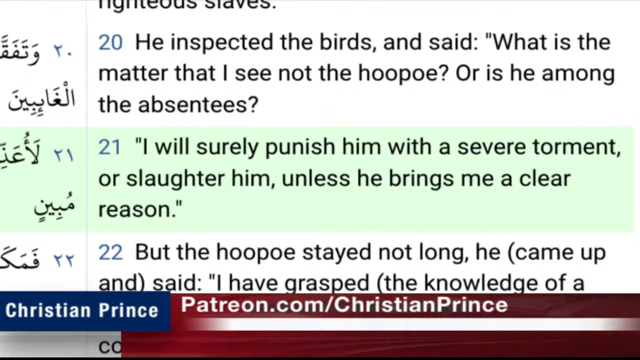 righteous slaves.
20 He inspected the birds, and said: "What is the
matter that I see not the hoopoe? Or is he among
the absentees?
٢٠ وَتَفَقَّ
الْغَائِبِينَ
21 "I will surely punish him with a severe torment,
or slaughter him, unless he brings me a clear
reason."
٢١ لَأُعَذِّ
مُبِينٍ
22 But the hoopoe stayed not long, he (came up
and) said: "I have grasped (the knowledge of a
٢٢ فَمَكَ
Christian Prince
Patreon.com/ChristianPrince
co